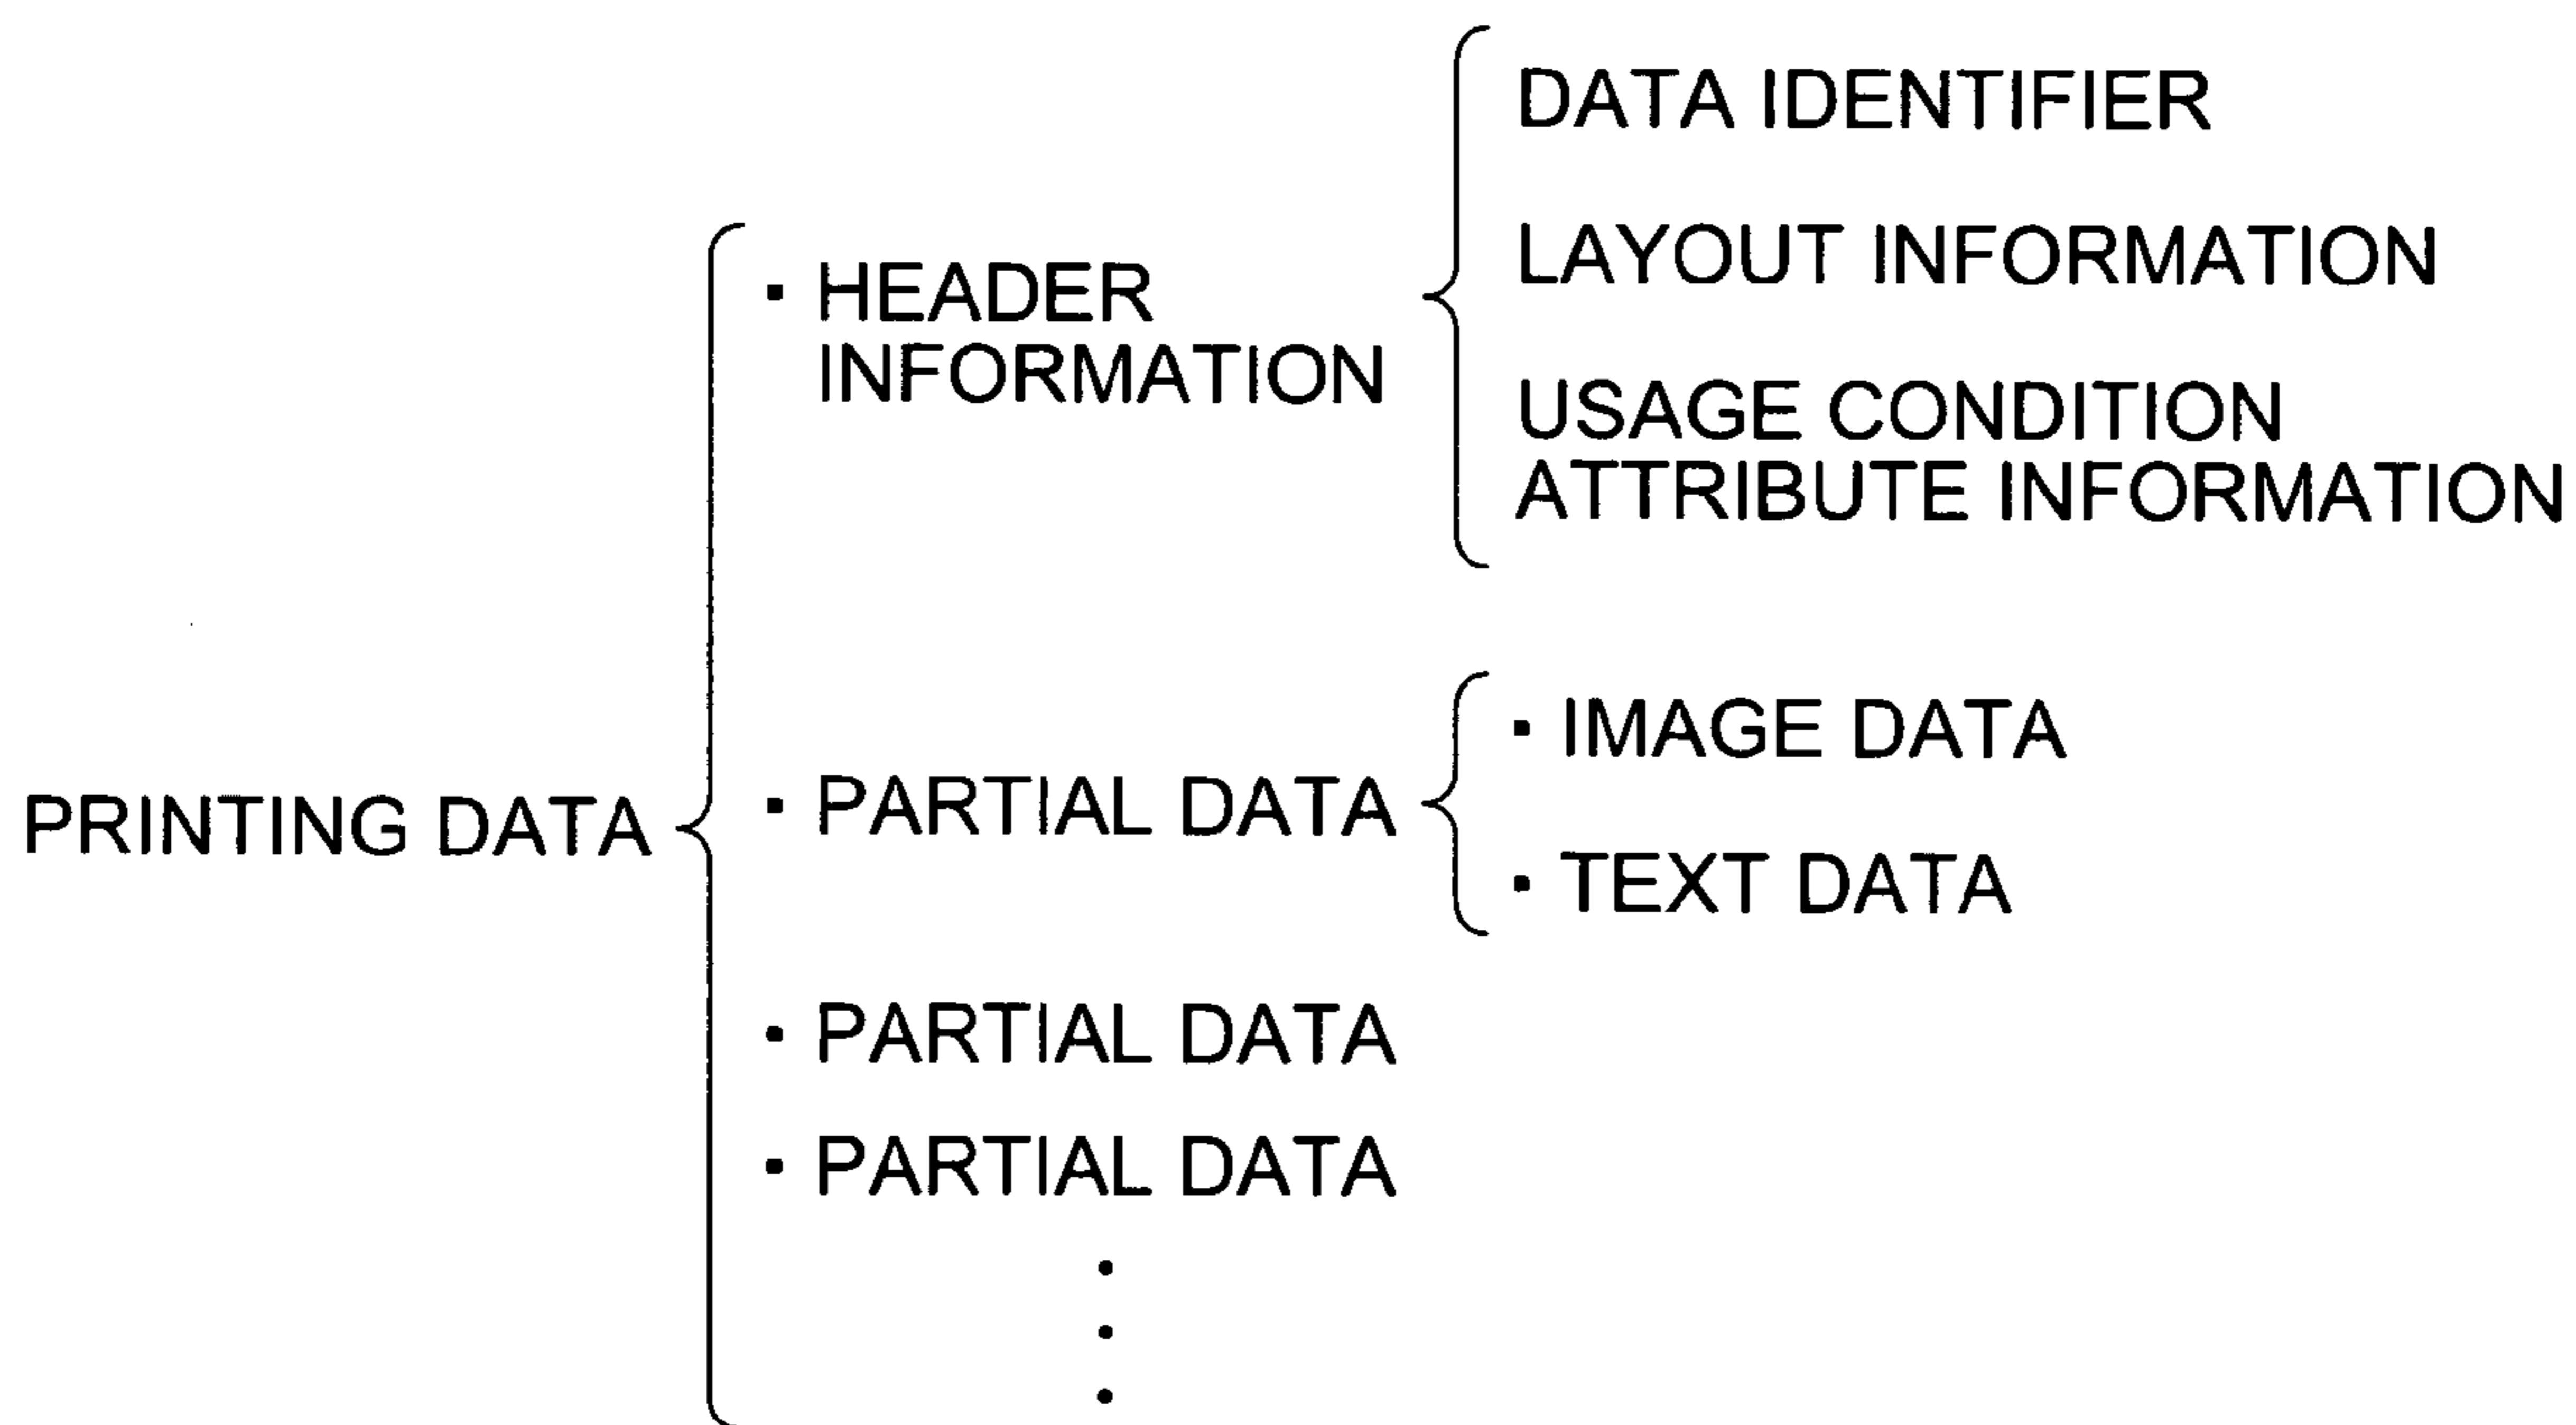 PRINTING DATA
▪ HEADER
INFORMATION
DATA IDENTIFIER
LAYOUT INFORMATION
USAGE CONDITION
ATTRIBUTE INFORMATION
▪ PARTIAL DATA
▪ IMAGE DATA
▪ TEXT DATA
▪ PARTIAL DATA
▪ PARTIAL DATA